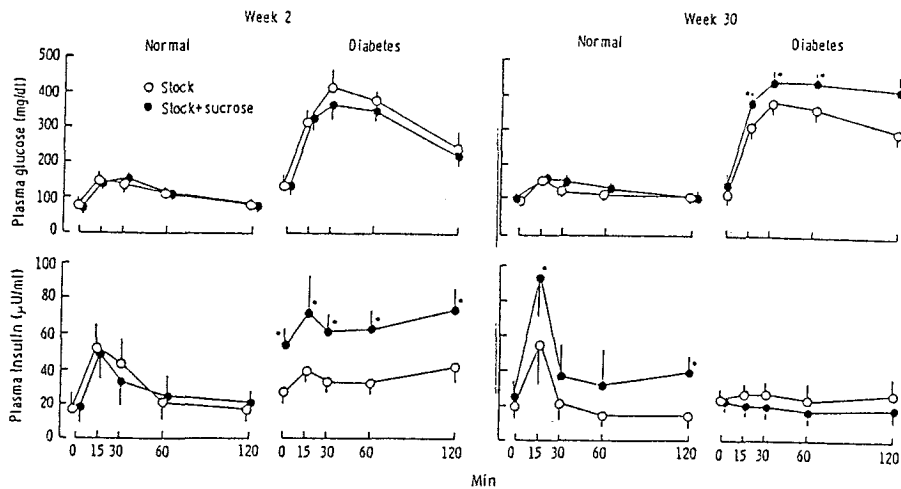 Week 2
Week 30
Normal
Diabetes
Normal
Diabetes
Plasma glucose (mg/dl)
500
400
300
200
100
0
Stock
Stock+sucrose
Plasma Insulin (μU/ml)
100
80
60
40
20
0
0 15 30 60 120
0 15 30 60 120
0 15 30 60 120
0 15 30 60 120
Min